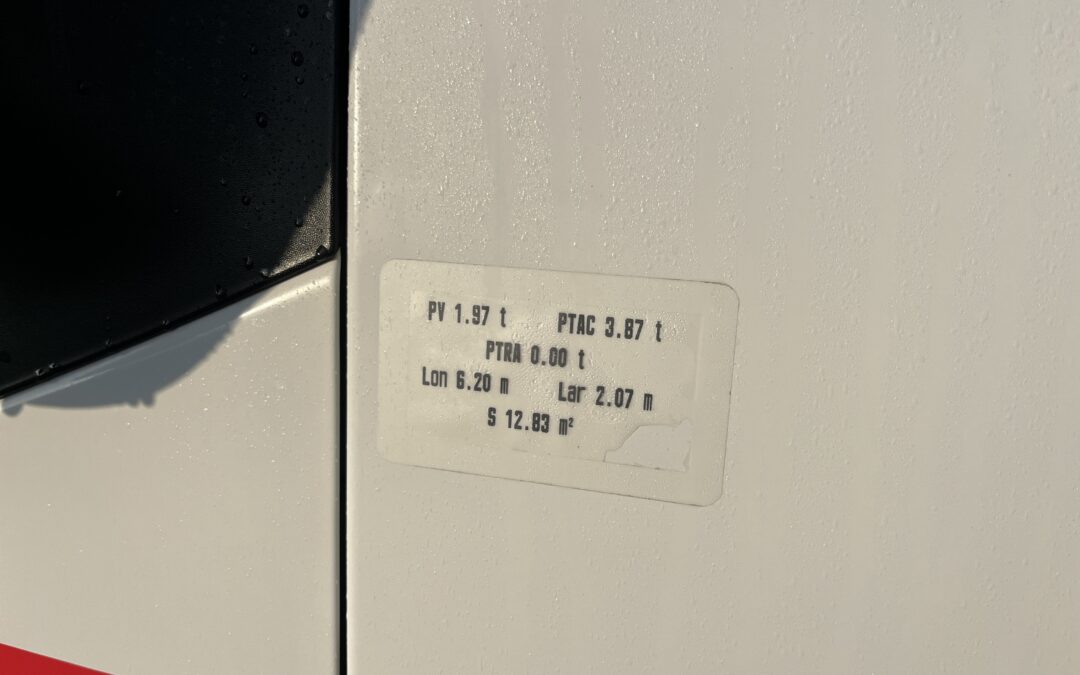 PV 1.97 t PTAC 3.87 t
PTRA 0.00 t
Lon 6.20 m Lar 2.07 m
S 12.83 m²